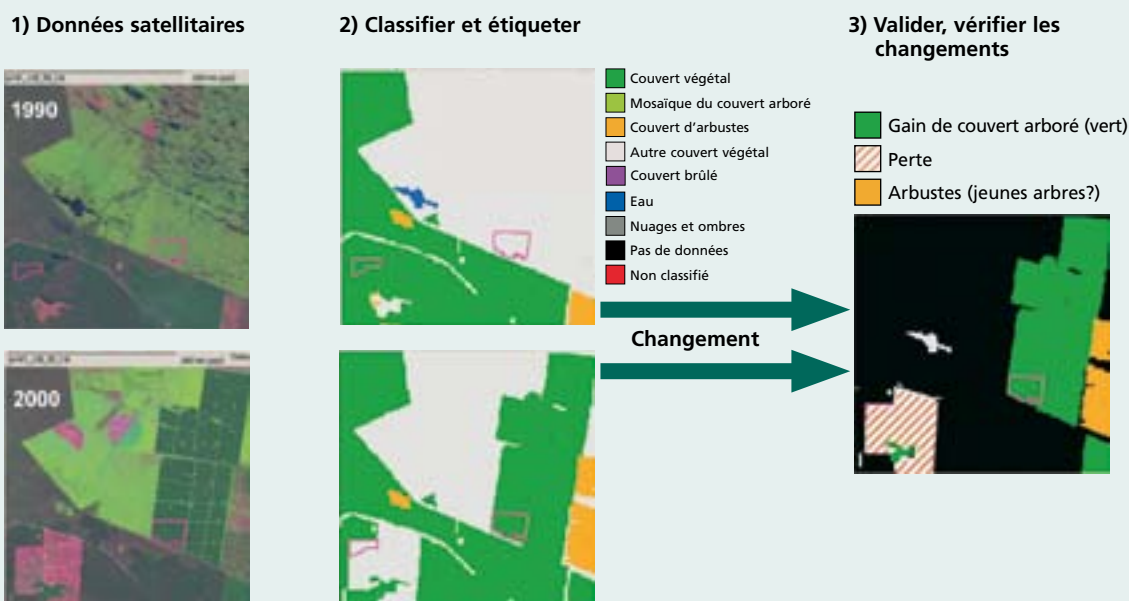 1) Données satellitaires
2) Classifier et étiqueter
3) Valider, vérifier les
changements
1990
2000
Couvert végétal
Mosaïque du couvert arboré
Couvert d'arbustes
Autre couvert végétal
Couvert brûlé
Eau
Nuages et ombres
Pas de données
Non classifié
Changement
Gain de couvert arboré (vert)
Perte
Arbustes (jeunes arbres?)